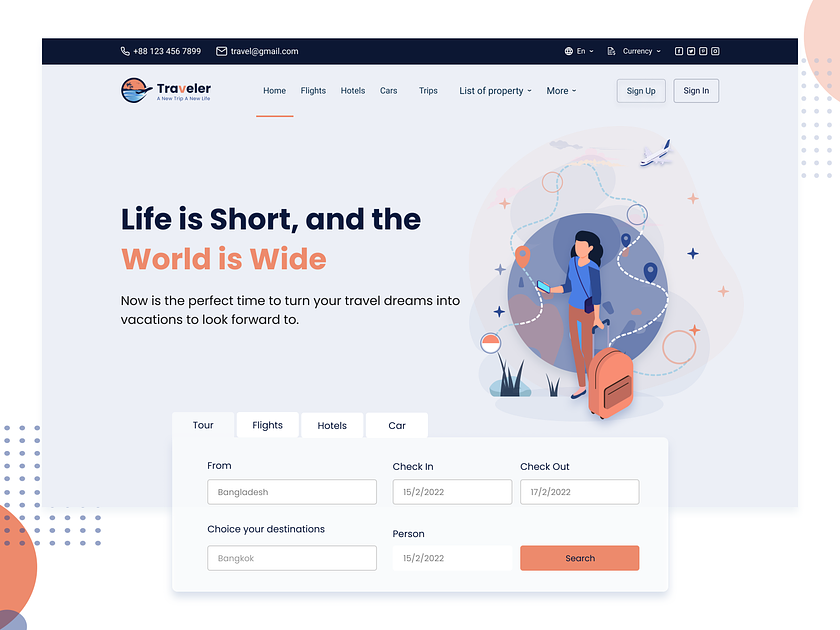 +88 123 456 7899 travel@gmail.com En Currency
Traveler
A New Trip A New Life
Home Flights Hotels Cars Trips List of property More Sign Up Sign In
Life is Short, and the
World is Wide
Now is the perfect time to turn your travel dreams into
vacations to look forward to.
Tour Flights Hotels Car
From Check In Check Out
Bangladesh 15/2/2022 17/2/2022
Choice your destinations Person
Bangkok 15/2/2022 Search